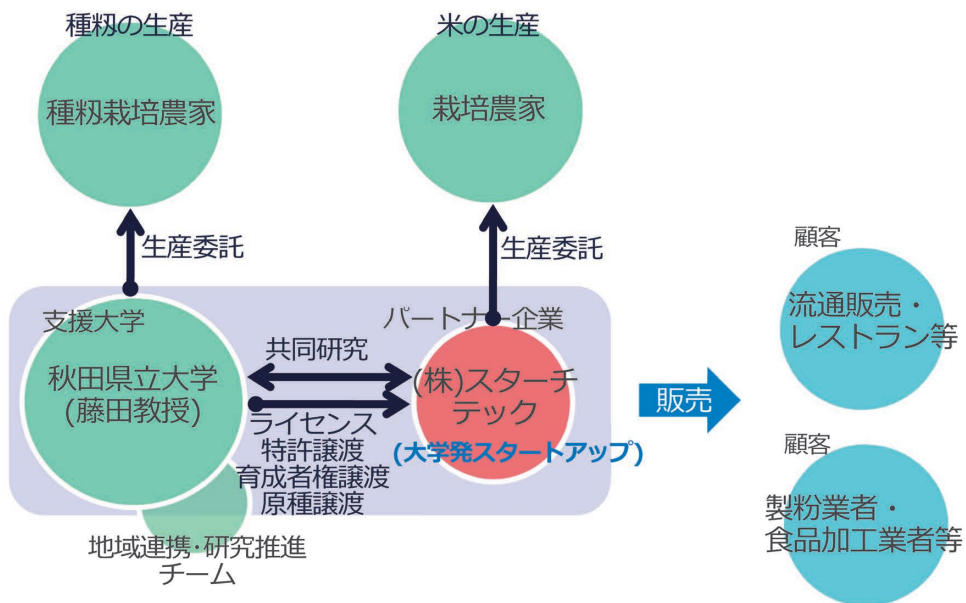 種籾の生産
種籾栽培農家
米の生産
栽培農家
生産委託
生産委託
支援大学
秋田県立大学
(藤田教授)
地域連携・研究推進
チーム
共同研究
ライセンス
特許譲渡
育成者権譲渡
原種譲渡
パートナー企業
(株)スターチ
テック
(大学発スタートアップ)
販売
顧客
流通販売・
レストラン等
顧客
製粉業者・
食品加工業者等